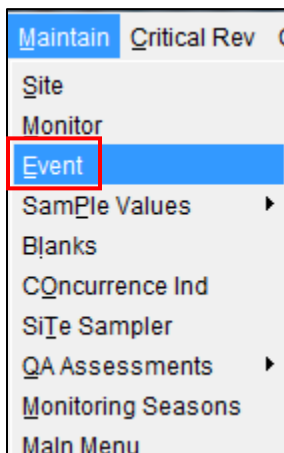 Maintain Critical Rev
Site
Monitor
Event
SamPle Values
Blanks
COncurrence Ind
SiTe Sampler
QA Assessments
Monitoring Seasons
MaIn Menu